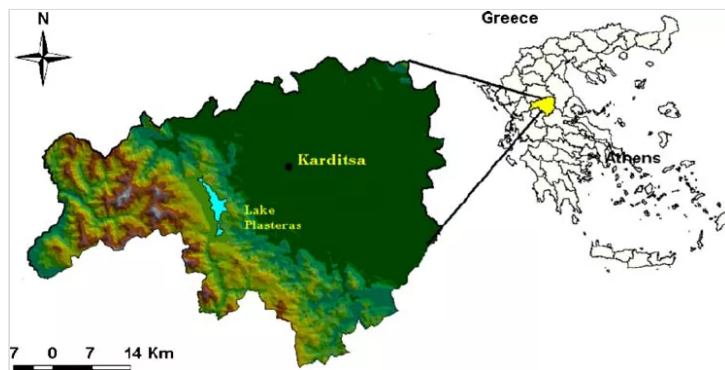 N
Greece
Karditsa
Athens
Lake
Plasteras
7 0 7 14 Km